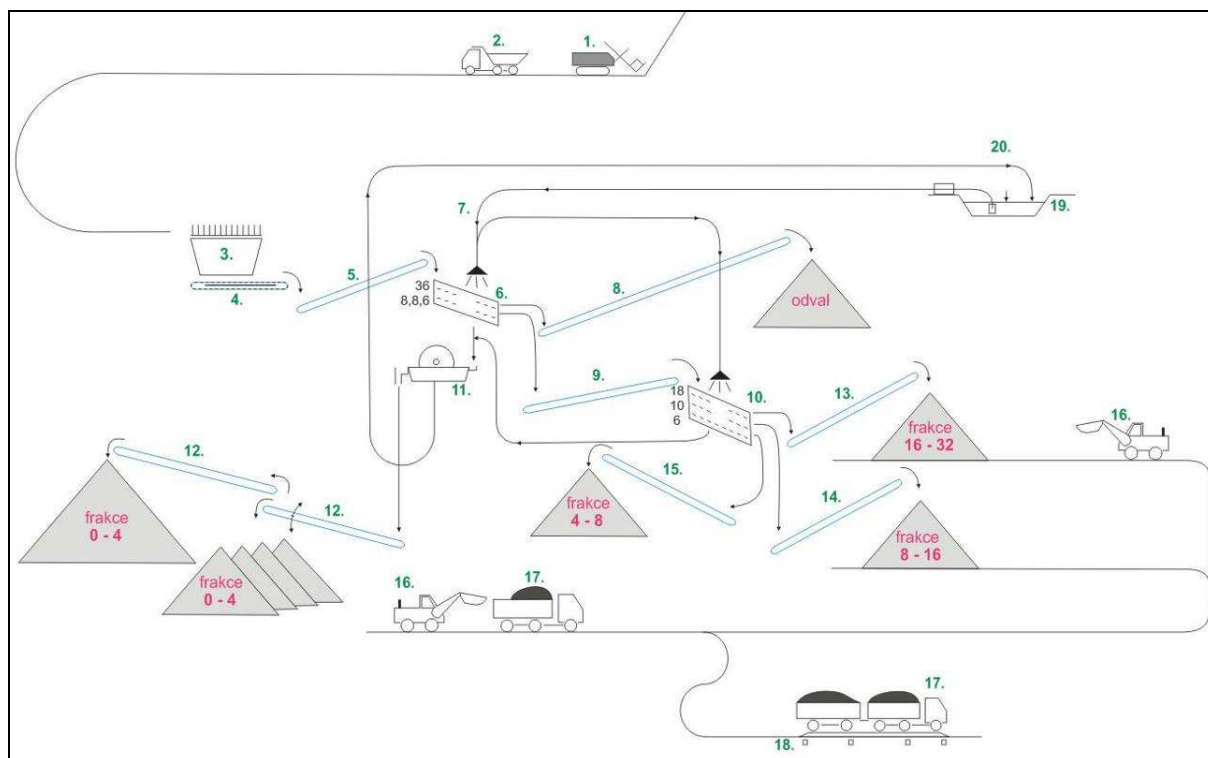 2.
1.
20.
7.
19.
3.
5.
36
6.
8.
8,8,6
4.
odval
11.
9.
18
10.
10
6
13.
16.
frakce
16 - 32
12.
15.
14.
frakce
0 - 4
12.
frakce
4 - 8
frakce
8 - 16
frakce
0 - 4
16.
17.
17.
18.